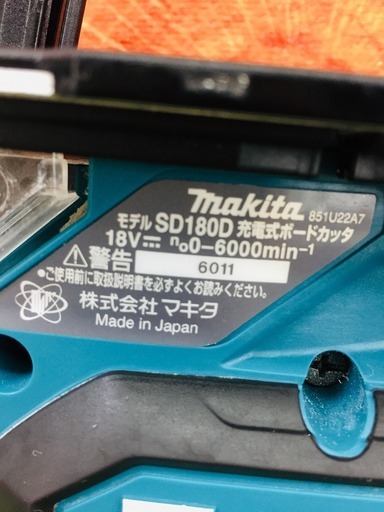 makita 851U22A7
モデル SD180D 充電式ボードカッタ
18V⎓ n₀0-6000min⁻¹
⚠警告 6011
●ご使用前に取扱説明書を必ずよくお読みください。
株式会社 マキタ
Made in Japan